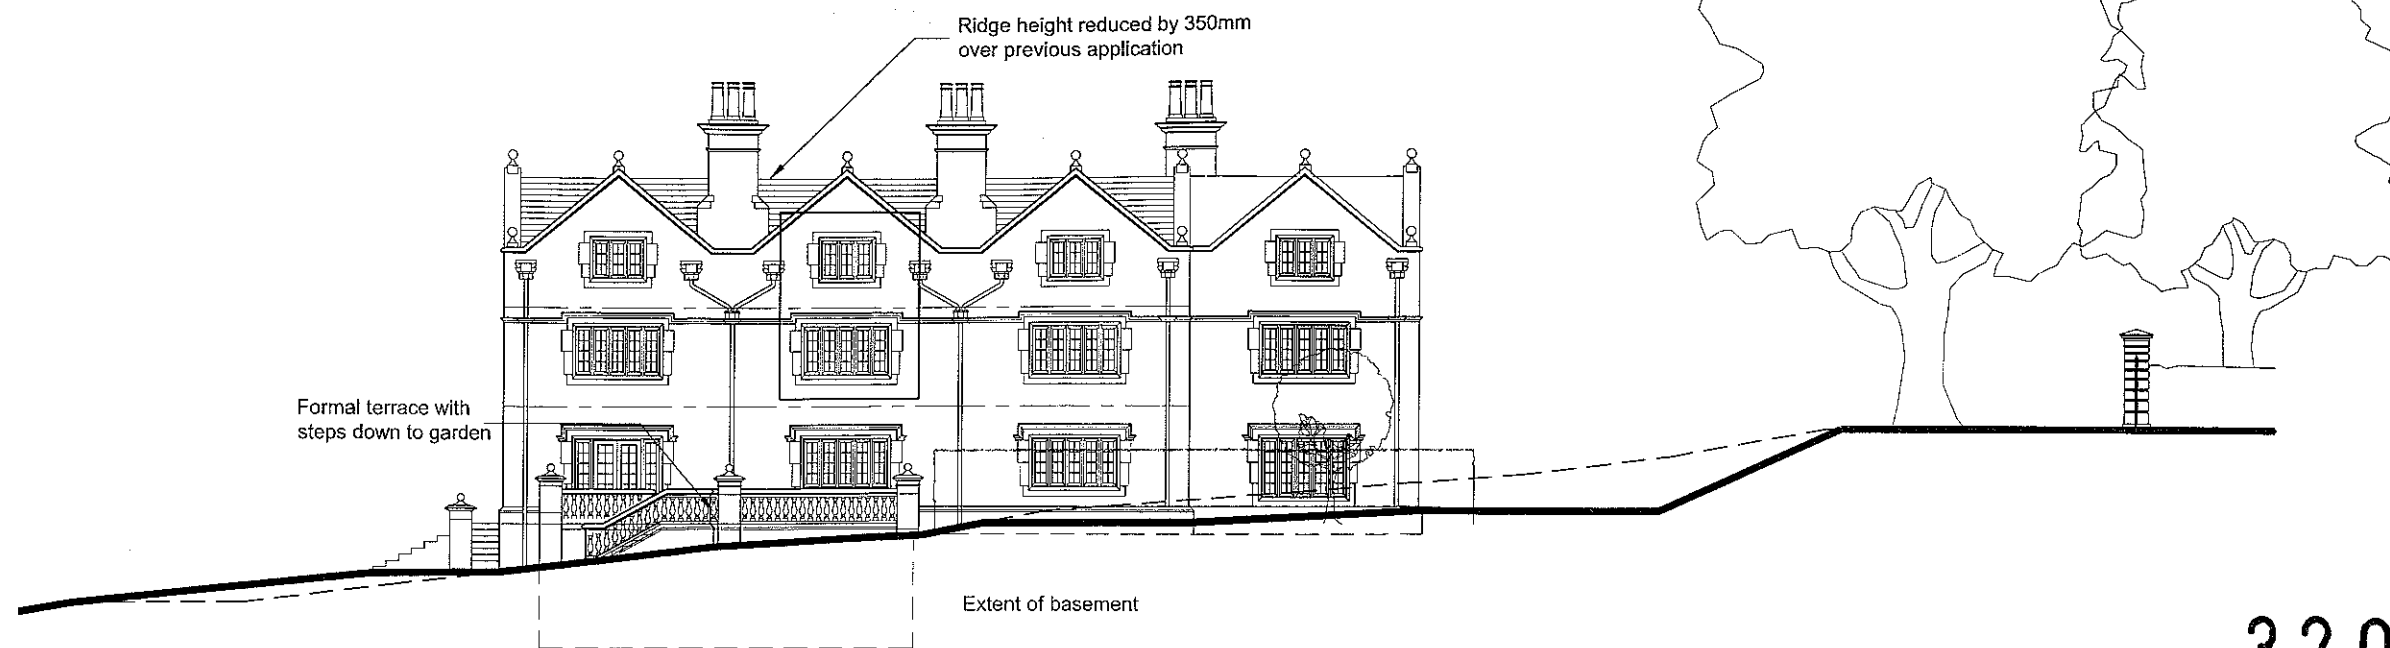 Ridge height reduced by 350mm
over previous application
Formal terrace with
steps down to garden
Extent of basement